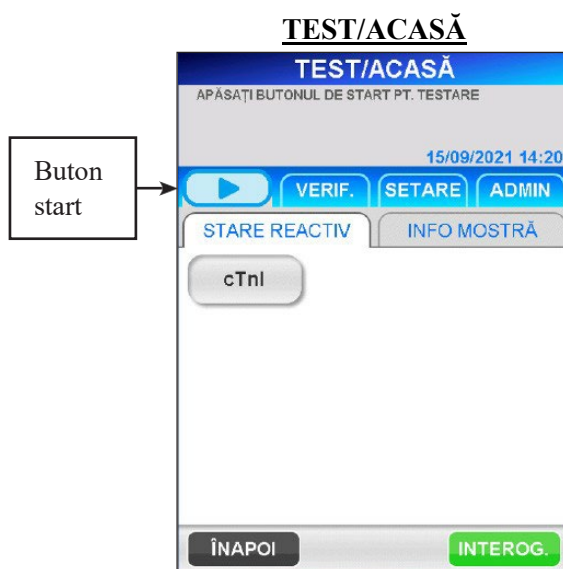 TEST/ACASĂ
TEST/ACASĂ
APĂSAȚI BUTONUL DE START PT. TESTARE
15/09/2021 14:20
Buton
start
VERIF.
SETARE
ADMIN
STARE REACTIV
INFO MOSTRĂ
cTnI
ÎNAPOI
INTEROG.